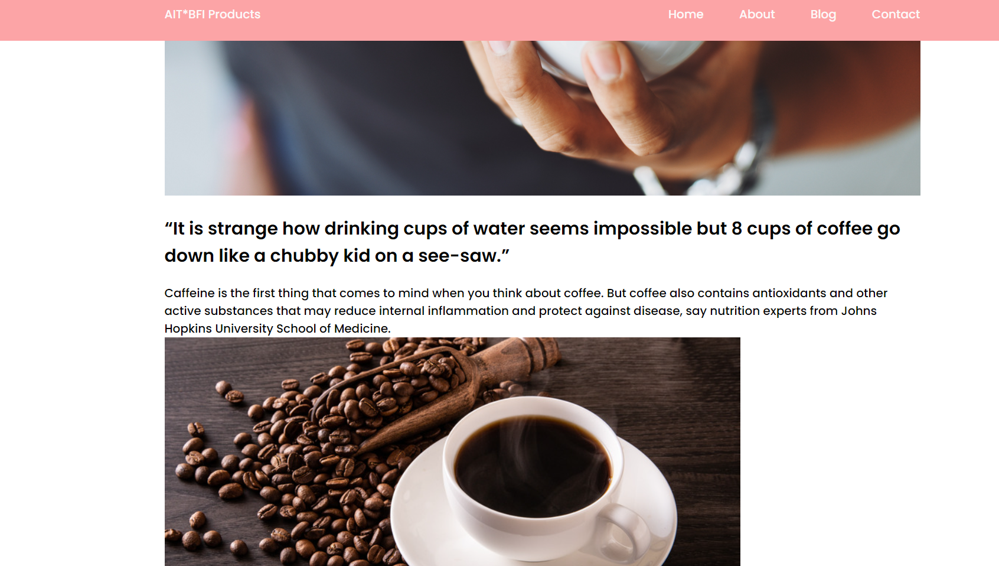 AIT*BFI Products
Home
About
Blog
Contact
“It is strange how drinking cups of water seems impossible but 8 cups of coffee go
down like a chubby kid on a see-saw.”
Caffeine is the first thing that comes to mind when you think about coffee. But coffee also contains antioxidants and other
active substances that may reduce internal inflammation and protect against disease, say nutrition experts from Johns
Hopkins University School of Medicine.